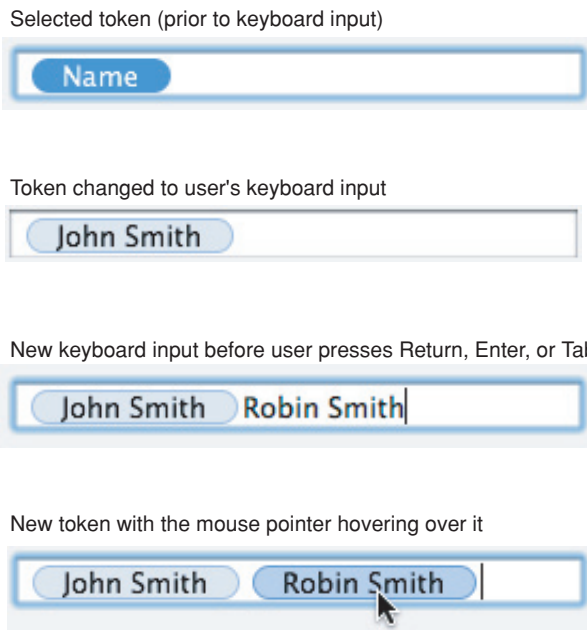 Selected token (prior to keyboard input)
Name
Token changed to user's keyboard input
John Smith
New keyboard input before user presses Return, Enter, or
John Smith Robin Smith
New token with the mouse pointer hovering over it
John Smith Robin Smith